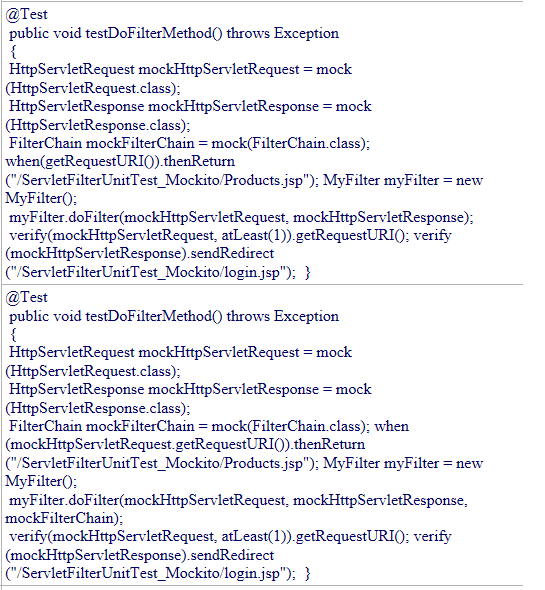 @Test
public void testDoFilterMethod() throws Exception
{
HttpServletRequest mockHttpServletRequest = mock
(HttpServletRequest.class);
HttpServletResponse mockHttpServletResponse = mock
(HttpServletResponse.class);
FilterChain mockFilterChain = mock(FilterChain.class);
when(getRequestURI()).thenReturn
("/ServletFilterUnitTest_Mockito/Products.jsp"); MyFilter myFilter = new
MyFilter();
myFilter.doFilter(mockHttpServletRequest, mockHttpServletResponse);
verify(mockHttpServletRequest, atLeast(1)).getRequestURI(); verify
(mockHttpServletResponse).sendRedirect
("/ServletFilterUnitTest_Mockito/login.jsp"); }
@Test
public void testDoFilterMethod() throws Exception
{
HttpServletRequest mockHttpServletRequest = mock
(HttpServletRequest.class);
HttpServletResponse mockHttpServletResponse = mock
(HttpServletResponse.class);
FilterChain mockFilterChain = mock(FilterChain.class); when
(mockHttpServletRequest.getRequestURI()).thenReturn
("/ServletFilterUnitTest_Mockito/Products.jsp"); MyFilter myFilter = new
MyFilter();
myFilter.doFilter(mockHttpServletRequest, mockHttpServletResponse,
mockFilterChain);
verify(mockHttpServletRequest, atLeast(1)).getRequestURI(); verify
(mockHttpServletResponse).sendRedirect
("/ServletFilterUnitTest_Mockito/login.jsp"); }